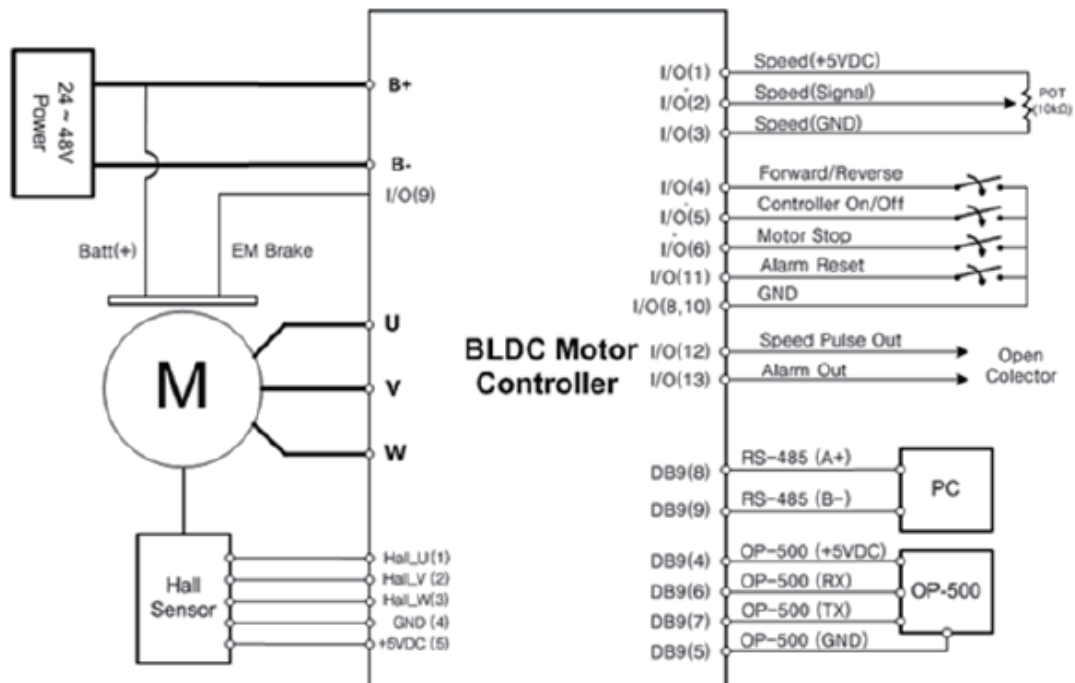 24 ~ 48V
Power
B+
B-
I/O(9)
Batt(+)
EM Brake
M
U
V
W
Hall
Sensor
Hall_U(1)
Hall_V (2)
Hall_W(3)
GND (4)
+5VDC (5)
BLDC Motor
Controller
I/O(1)
Speed(+5VDC)
I/O(2)
Speed(Signal)
I/O(3)
Speed(GND)
POT
(10kΩ)
I/O(4)
Forward/Reverse
I/O(5)
Controller On/Off
I/O(6)
Motor Stop
I/O(11)
Alarm Reset
I/O(8,10)
GND
I/O(12)
Speed Pulse Out
I/O(13)
Alarm Out
Open
Colector
DB9(8)
RS-485 (A+)
DB9(9)
RS-485 (B-)
PC
DB9(4)
OP-500 (+5VDC)
DB9(6)
OP-500 (RX)
DB9(7)
OP-500 (TX)
DB9(5)
OP-500 (GND)
OP-500